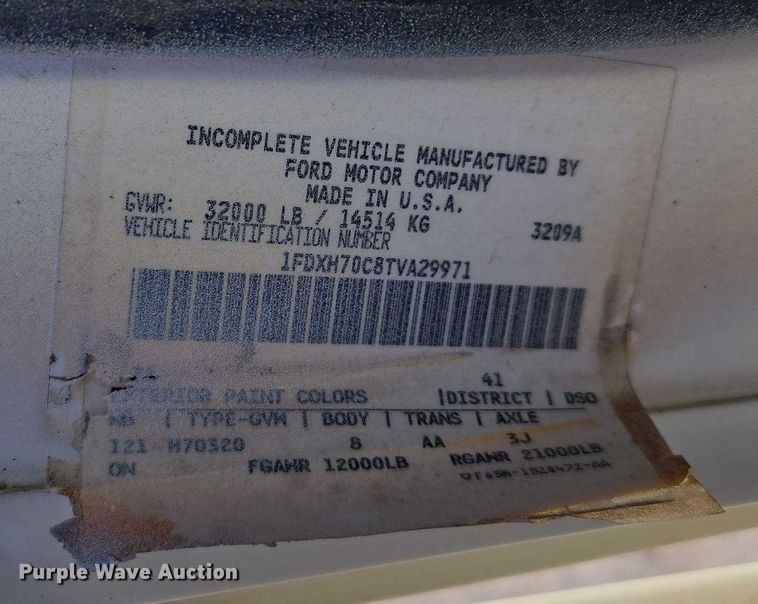 INCOMPLETE VEHICLE MANUFACTURED BY
FORD MOTOR COMPANY
MADE IN U.S.A.
GVWR: 32000 LB / 14514 KG
VEHICLE IDENTIFICATION NUMBER 3209A
1FDXH70C8TVA29971
41
EXTERIOR PAINT COLORS |DISTRICT | DSO
WB | TYPE-GVW | BODY | TRANS | AXLE
121 H70320 8 AA 3J
ON FGAWR 12000LB RGAWR 21000LB
Purple Wave Auction